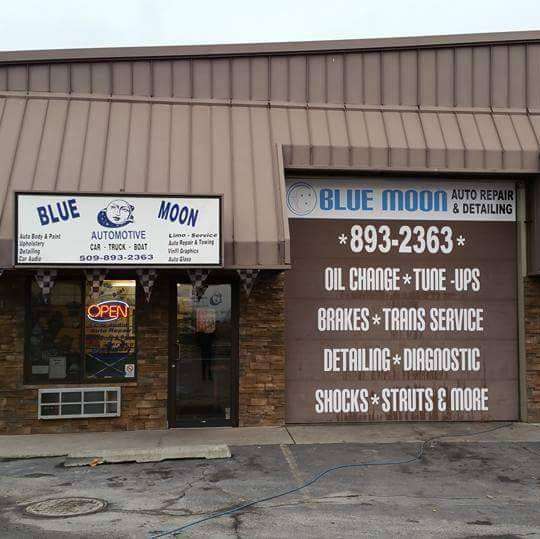 BLUE MOON
AUTOMOTIVE
CAR - TRUCK - BOAT
509-893-2363
Auto Body & Paint
Upholstery
Detailing
Car Audio
Limo - Service
Auto Repair & Towing
Vinyl Graphics
Auto Glass
OPEN
Auto Repair
BLUE MOON AUTO REPAIR
& DETAILING
*893-2363*
OIL CHANGE * TUNE-UPS
BRAKES * TRANS SERVICE
DETAILING * DIAGNOSTIC
SHOCKS * STRUTS & MORE